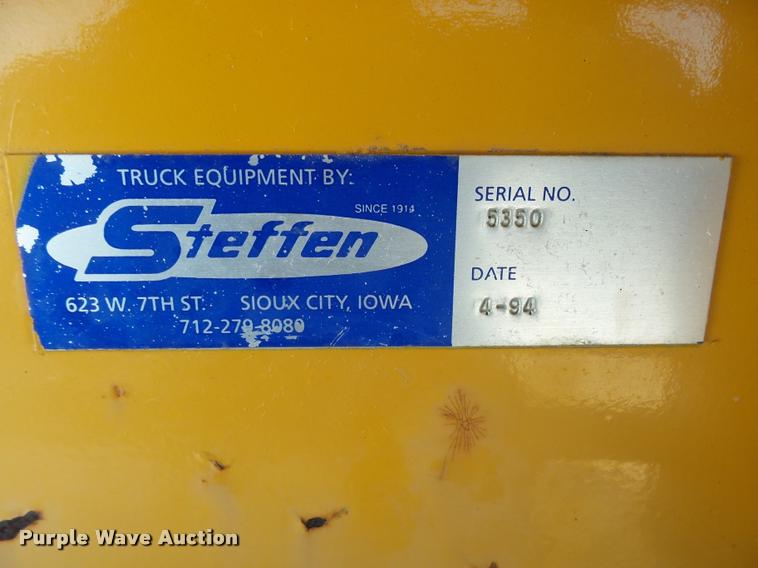 TRUCK EQUIPMENT BY:
SINCE 1914
Steffen
623 W. 7TH ST. SIOUX CITY, IOWA
712-279-8080
SERIAL NO.
5350
DATE
4-94
Purple Wave Auction